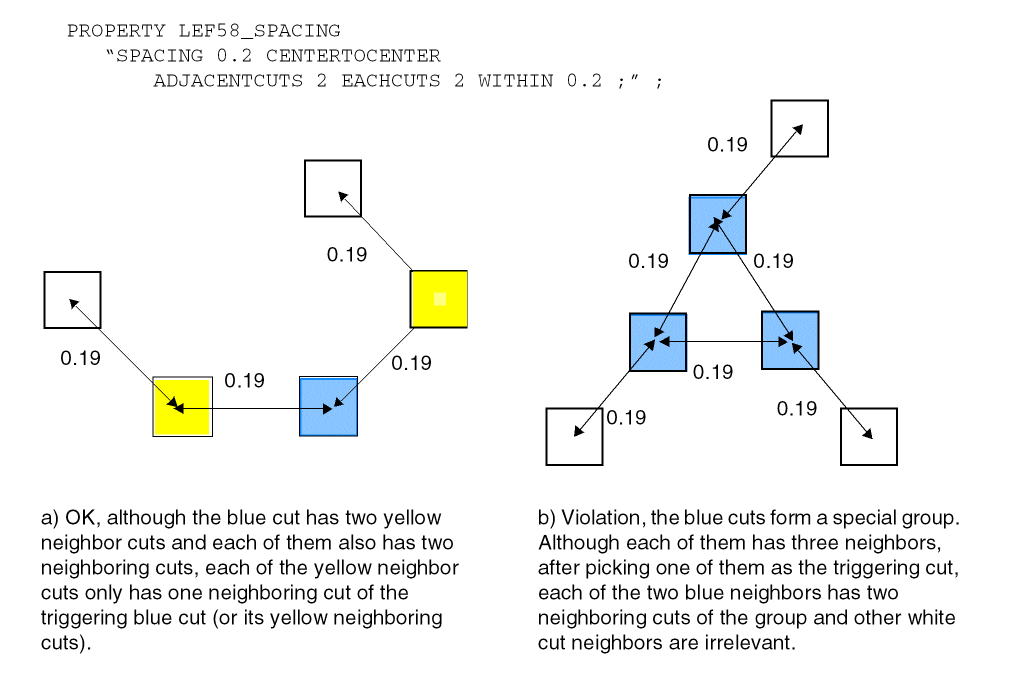 PROPERTY LEF58_SPACING
“SPACING 0.2 CENTERTOCENTER
ADJACENTCUTS 2 EACHCUTS 2 WITHIN 0.2 ;” ;
0.19
0.19
0.19
0.19
a) OK, although the blue cut has two yellow
neighbor cuts and each of them also has two
neighboring cuts, each of the yellow neighbor
cuts only has one neighboring cut of the
triggering blue cut (or its yellow neighboring
cuts).
0.19
0.19
0.19
0.19
0.19
0.19
b) Violation, the blue cuts form a special group.
Although each of them has three neighbors,
after picking one of them as the triggering cut,
each of the two blue neighbors has two
neighboring cuts of the group and other white
cut neighbors are irrelevant.